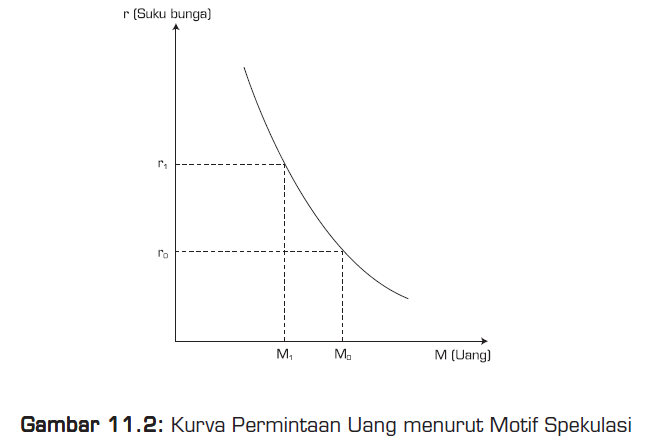 r (Suku bunga)
r₁
r₀
M₁
M₀
M (Uang)
Gambar 11.2: Kurva Permintaan Uang menurut Motif Spekulasi